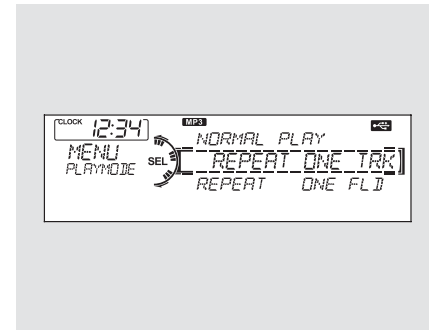 CLOCK 12:34
MP3
NORMAL PLAY
MENU
PLAYMODE
SEL
REPEAT ONE TRK
REPEAT ONE FLD